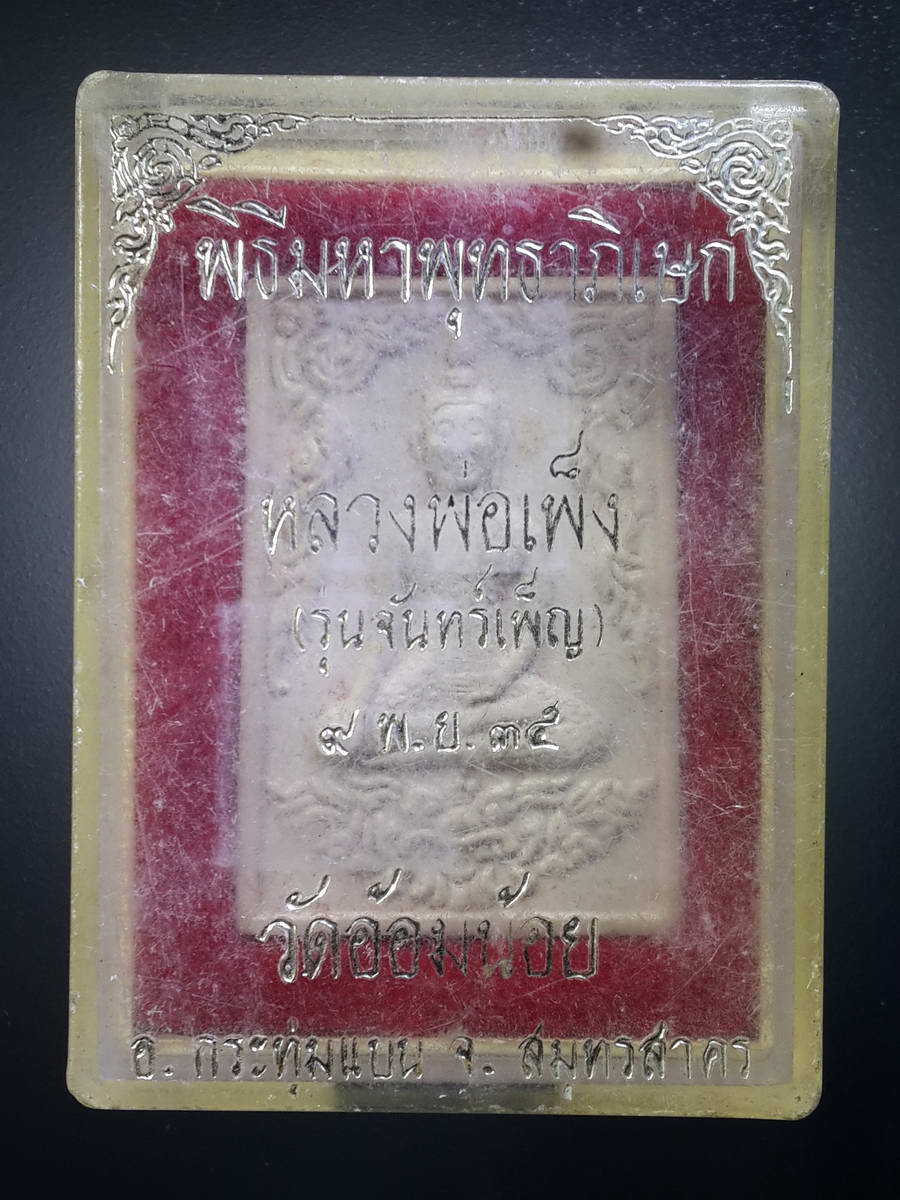 พิธีมหาพุทธาภิเษก
หลวงพ่อเพ็ง
(รุ่นจันทร์เพ็ญ)
๙ พ.ย. ๓๕
วัดอ้อมน้อย
อ. กระทุ่มแบน จ. สมุทรสาคร